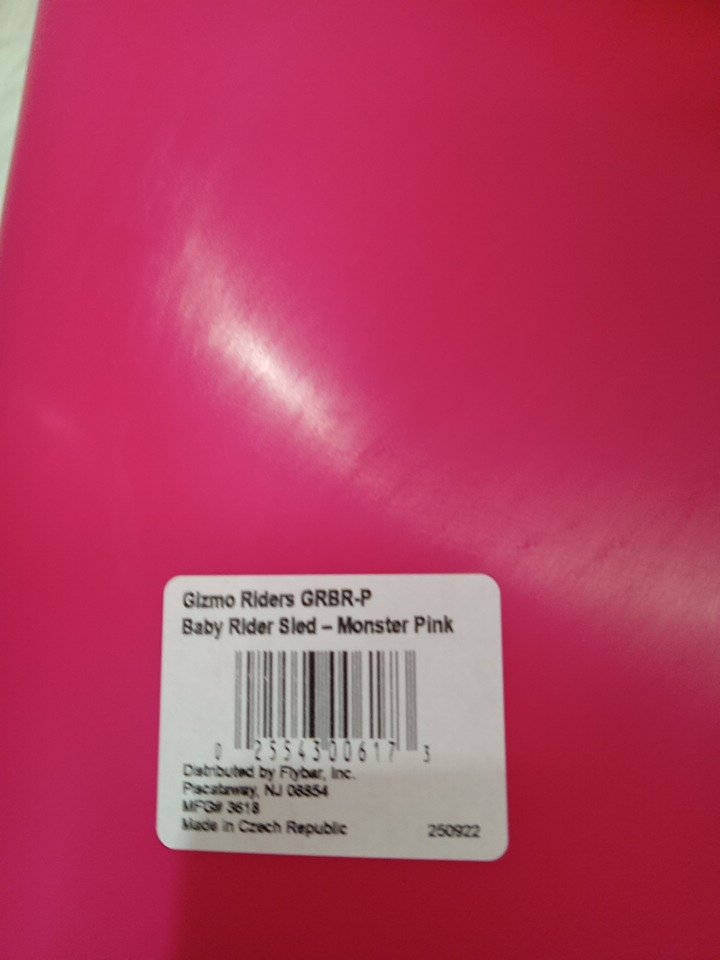 Gizmo Riders GRBR-P
Baby Rider Sled – Monster Pink
0 25543 00617 3
Distributed by Flybar, Inc.
Piscataway, NJ 08854
MFG# 3618
Made in Czech Republic 250922